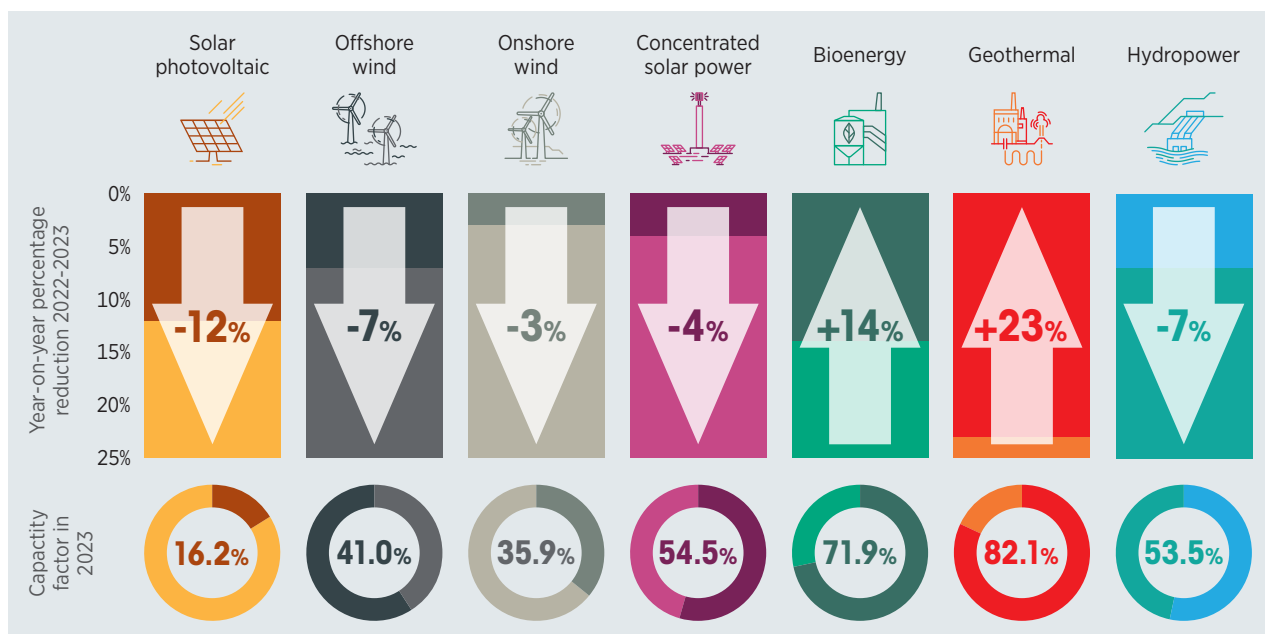 Solar
photovoltaic
Offshore
wind
Onshore
wind
Concentrated
solar power
Bioenergy
Geothermal
Hydropower
Year-on-year percentage
reduction 2022-2023
0%
5%
10%
15%
20%
25%
-12%
-7%
-3%
-4%
+14%
+23%
-7%
Capactity
factor in
2023
16.2%
41.0%
35.9%
54.5%
71.9%
82.1%
53.5%